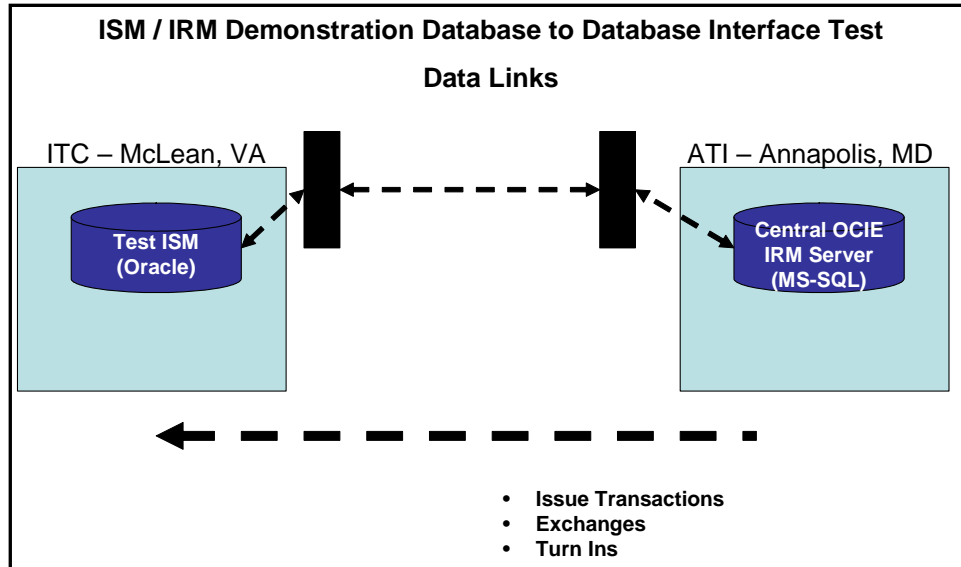 ISM / IRM Demonstration Database to Database Interface Test
Data Links
ITC – McLean, VA
ATI – Annapolis, MD
Test ISM
(Oracle)
Central OCIE
IRM Server
(MS-SQL)
• Issue Transactions
• Exchanges
• Turn Ins